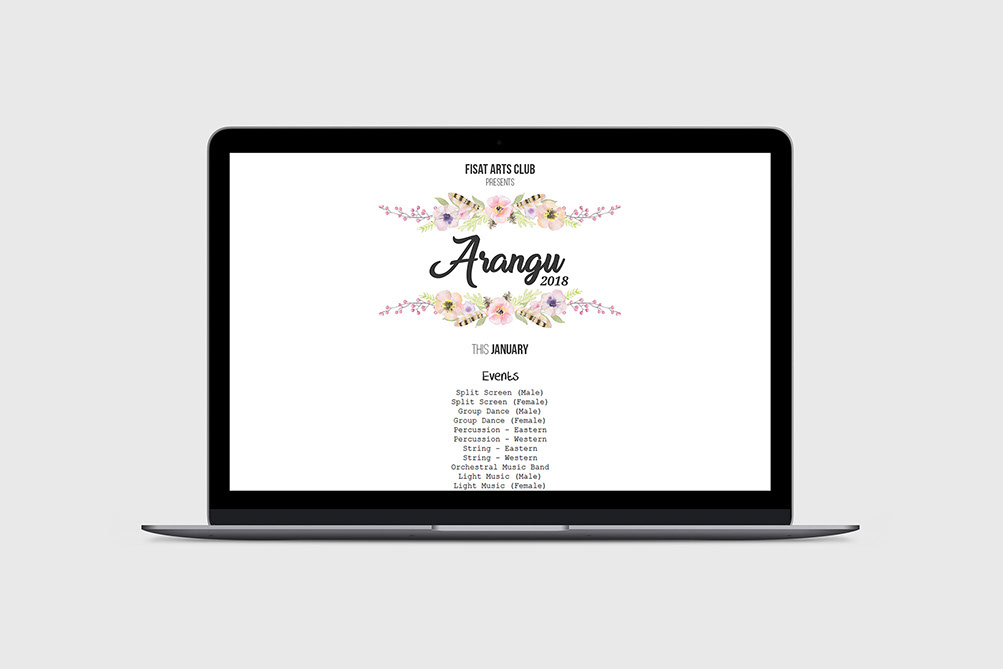 FISAT ARTS CLUB
PRESENTS
Arangu
2018
THIS JANUARY
Events
Split Screen (Male)
Split Screen (Female)
Group Dance (Male)
Group Dance (Female)
Percussion - Eastern
Percussion - Western
String - Eastern
String - Western
Orchestral Music Band
Light Music (Male)
Light Music (Female)